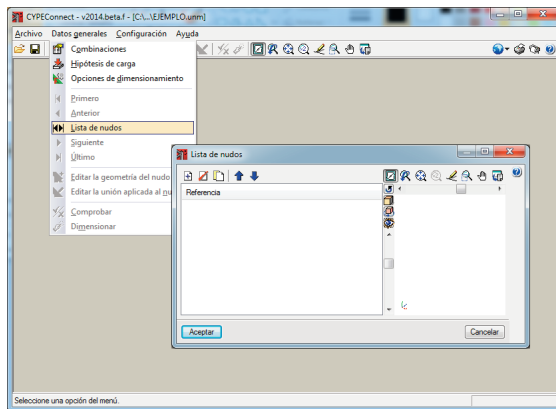 CYPEConnect - v2014.beta.f - [C:\...\EJEMPLO.unm]
Archivo Datos generales Configuración Ayuda
Combinaciones
Hipótesis de carga
Opciones de dimensionamiento
Primero
Anterior
Lista de nudos
Siguiente
Último
Editar la geometría del nudo
Editar la unión aplicada al nu
Comprobar
Dimensionar
Lista de nudos
Referencia
Aceptar
Cancelar
Seleccione una opción del menú.